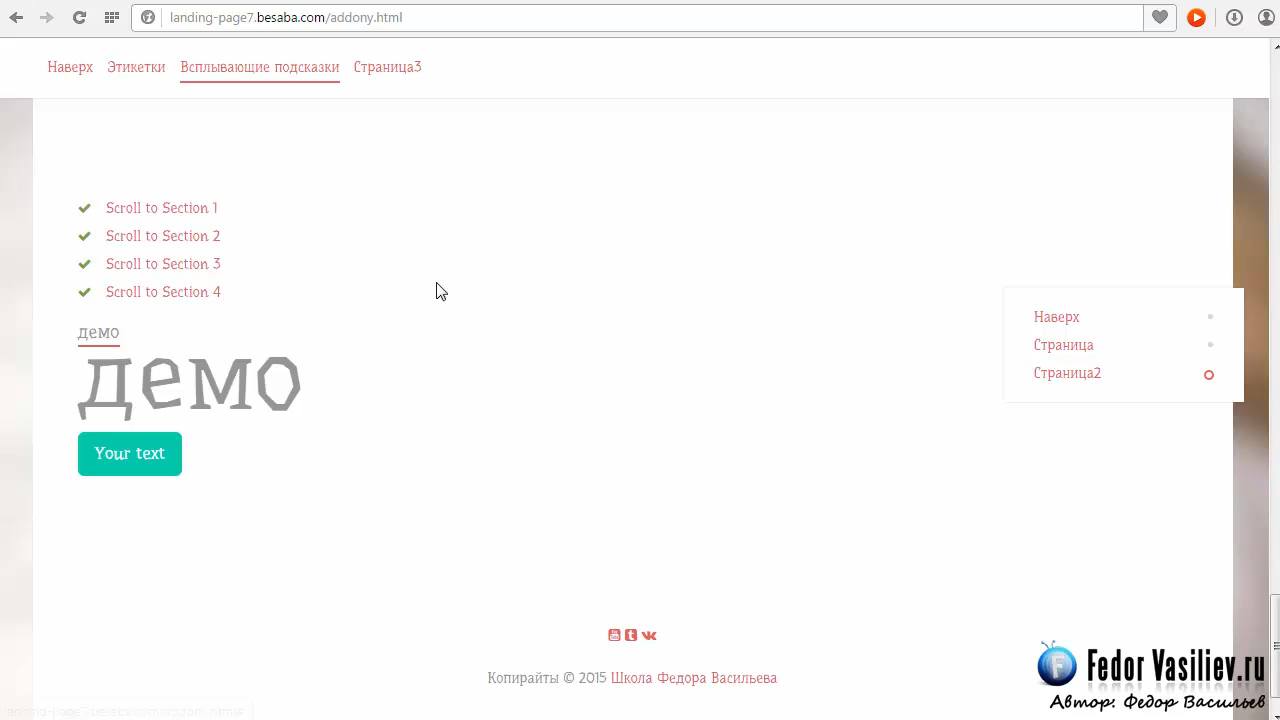 landing-page7.besaba.com/addony.html
Наверх Этикетки Всплывающие подсказки Страница3
Scroll to Section 1
Scroll to Section 2
Scroll to Section 3
Scroll to Section 4
демо
демо
Your text
Наверх
Страница
Страница2
Копирайты © 2015 Школа Федора Васильева
Fedor Vasiliev.ru
Автор: Федор Васильев